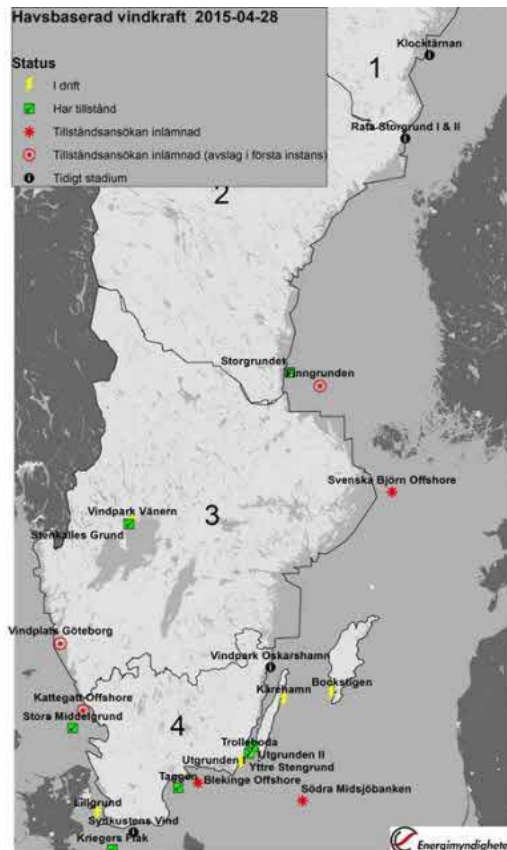 Havsbaserad vindkraft 2015-04-28
Status
I drift
Har tillstånd
Tillståndsansökan inlämnad
Tillståndsansökan inlämnad (avslag i första instans)
Tidigt stadium
Klocktärnan
1
Rata Storgrund I & II
2
Storgrundet
Finngrunden
Svenska Björn Offshore
Vindpark Vänern
3
Stenkalles Grund
Vindplats Göteborg
Vindpark Oskarshamn
Kårehamn
Bockstigen
Kattegatt Offshore
Stora Middelgrund
4
Trolleboda
Utgrunden II
Utgrunden I
Yttre Stengrund
Taggen
Blekinge Offshore
Södra Midsjöbanken
Lillgrund
Sydkustens Vind
Kriegers Flak
Energimyndigheten